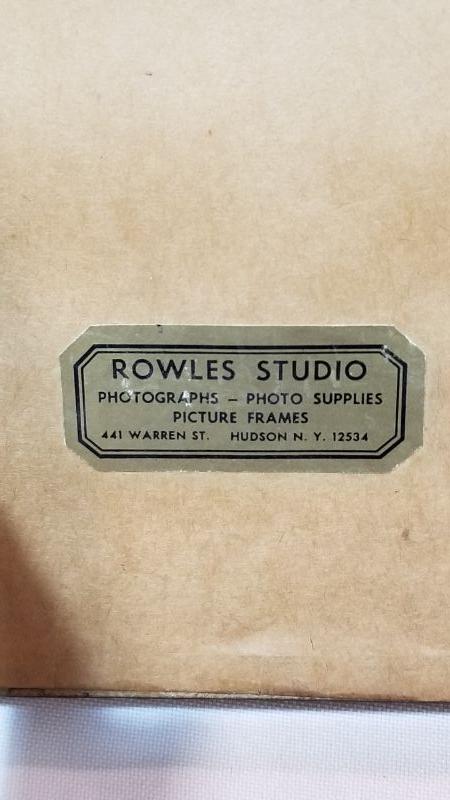 ROWLES STUDIO
PHOTOGRAPHS – PHOTO SUPPLIES
PICTURE FRAMES
441 WARREN ST. HUDSON N. Y. 12534